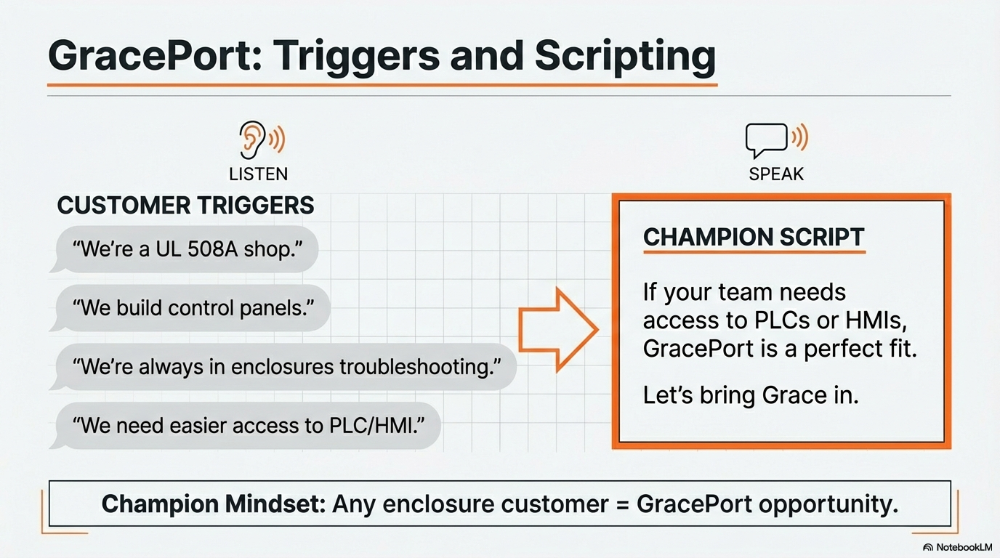 GracePort: Triggers and Scripting
LISTEN
CUSTOMER TRIGGERS
“We’re a UL 508A shop.”
“We build control panels.”
“We’re always in enclosures troubleshooting.”
“We need easier access to PLC/HMI.”
SPEAK
CHAMPION SCRIPT
If your team needs
access to PLCs or HMIs,
GracePort is a perfect fit.
Let’s bring Grace in.
Champion Mindset: Any enclosure customer = GracePort opportunity.
NotebookLM